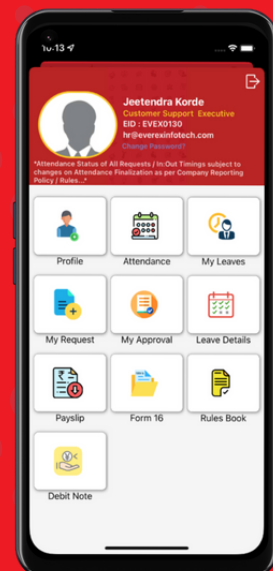 10:13
Jeetendra Korde
Customer Support Executive
EID : EVEX0130
hr@everexinfotech.com
Change Password?
*Attendance Status of All Requests / In:Out Timings subject to
changes on Attendance Finalization as per Company Reporting
Policy / Rules...*
Profile
Attendance
My Leaves
My Request
My Approval
Leave Details
Payslip
Form 16
Rules Book
Debit Note